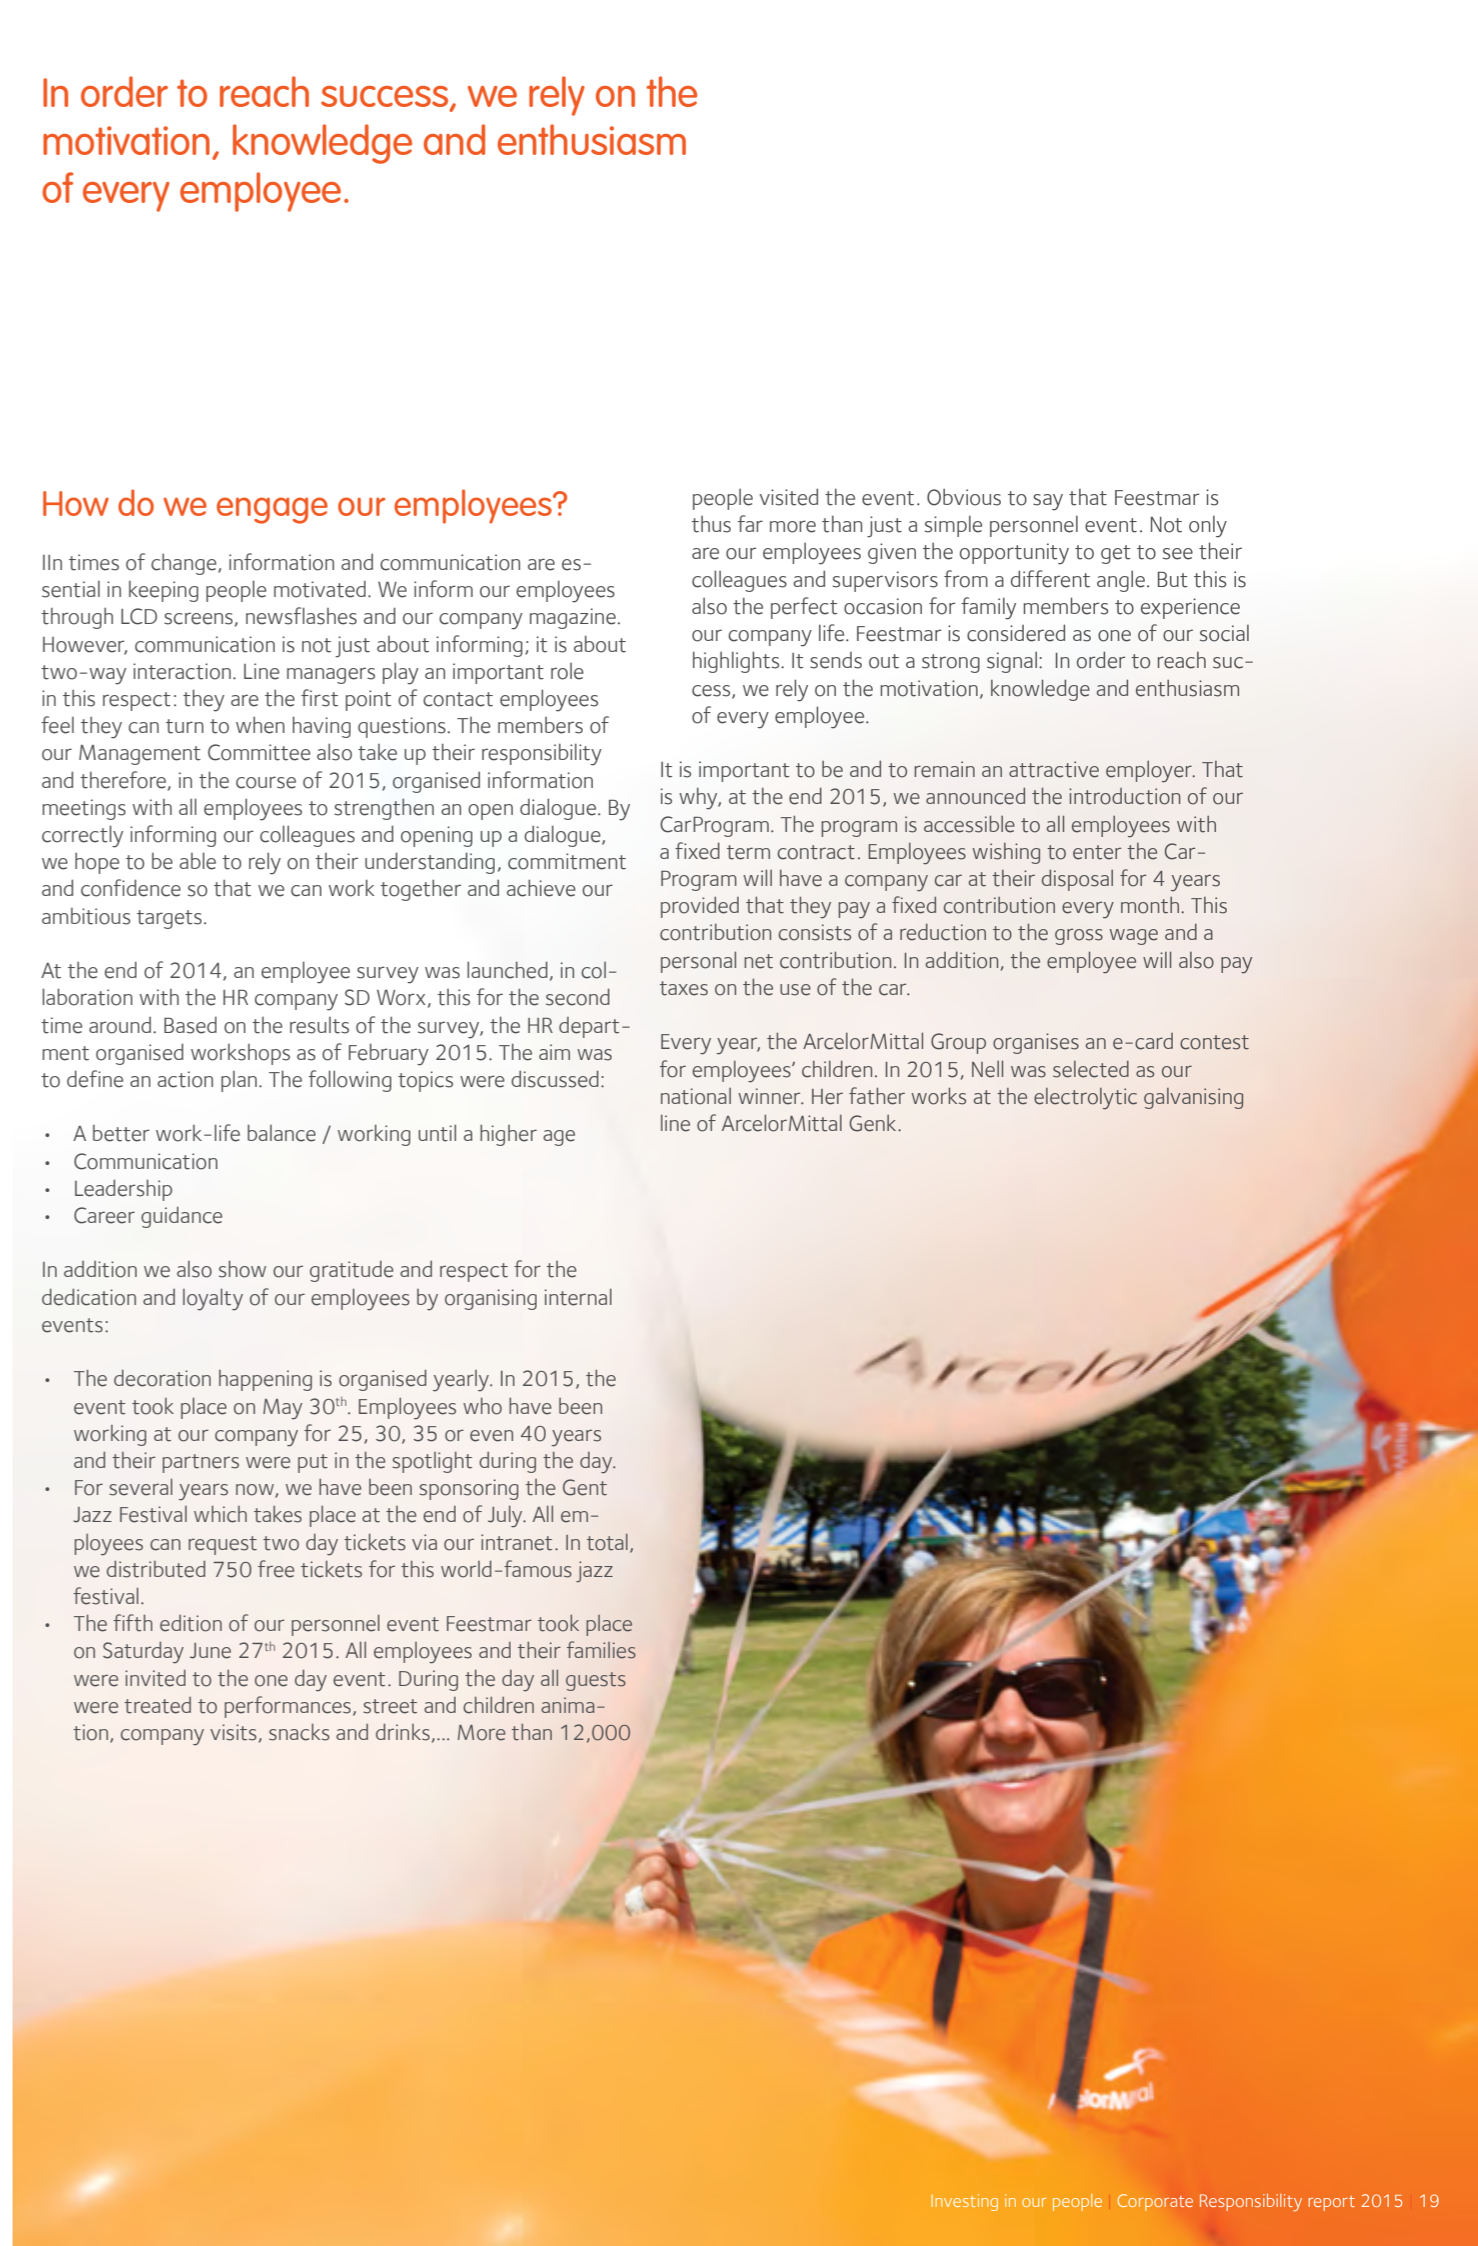 In order to reach success, we rely on the
motivation, knowledge and enthusiasm
of every employee.
How do we engage our employees?
IIn times of change, information and communication are es-
sential in keeping people motivated. We inform our employees
through LCD screens, newsflashes and our company magazine.
However, communication is not just about informing; it is about
two-way interaction. Line managers play an important role
in this respect: they are the first point of contact employees
feel they can turn to when having questions. The members of
our Management Committee also take up their responsibility
and therefore, in the course of 2015, organised information
meetings with all employees to strengthen an open dialogue. By
correctly informing our colleagues and opening up a dialogue,
we hope to be able to rely on their understanding, commitment
and confidence so that we can work together and achieve our
ambitious targets.
At the end of 2014, an employee survey was launched, in col-
laboration with the HR company SD Worx, this for the second
time around. Based on the results of the survey, the HR depart-
ment organised workshops as of February 2015. The aim was
to define an action plan. The following topics were discussed:
• A better work-life balance / working until a higher age
• Communication
• Leadership
• Career guidance
In addition we also show our gratitude and respect for the
dedication and loyalty of our employees by organising internal
events:
• The decoration happening is organised yearly. In 2015, the
event took place on May 30th. Employees who have been
working at our company for 25, 30, 35 or even 40 years
and their partners were put in the spotlight during the day.
• For several years now, we have been sponsoring the Gent
Jazz Festival which takes place at the end of July. All em-
ployees can request two day tickets via our intranet. In total,
we distributed 750 free tickets for this world-famous jazz
festival.
• The fifth edition of our personnel event Feestmar took place
on Saturday June 27th 2015. All employees and their families
were invited to the one day event. During the day all guests
were treated to performances, street and children anima-
tion, company visits, snacks and drinks,... More than 12,000
people visited the event. Obvious to say that Feestmar is
thus far more than just a simple personnel event. Not only
are our employees given the opportunity to get to see their
colleagues and supervisors from a different angle. But this is
also the perfect occasion for family members to experience
our company life. Feestmar is considered as one of our social
highlights. It sends out a strong signal: In order to reach suc-
cess, we rely on the motivation, knowledge and enthusiasm
of every employee.
It is important to be and to remain an attractive employer. That
is why, at the end 2015, we announced the introduction of our
CarProgram. The program is accessible to all employees with
a fixed term contract. Employees wishing to enter the Car-
Program will have a company car at their disposal for 4 years
provided that they pay a fixed contribution every month. This
contribution consists of a reduction to the gross wage and a
personal net contribution. In addition, the employee will also pay
taxes on the use of the car.
Every year, the ArcelorMittal Group organises an e-card contest
for employees' children. In 2015, Nell was selected as our
national winner. Her father works at the electrolytic galvanising
line of ArcelorMittal Genk.
ArcelorM
Investing in our people | Corporate Responsibility report 2015 | 19